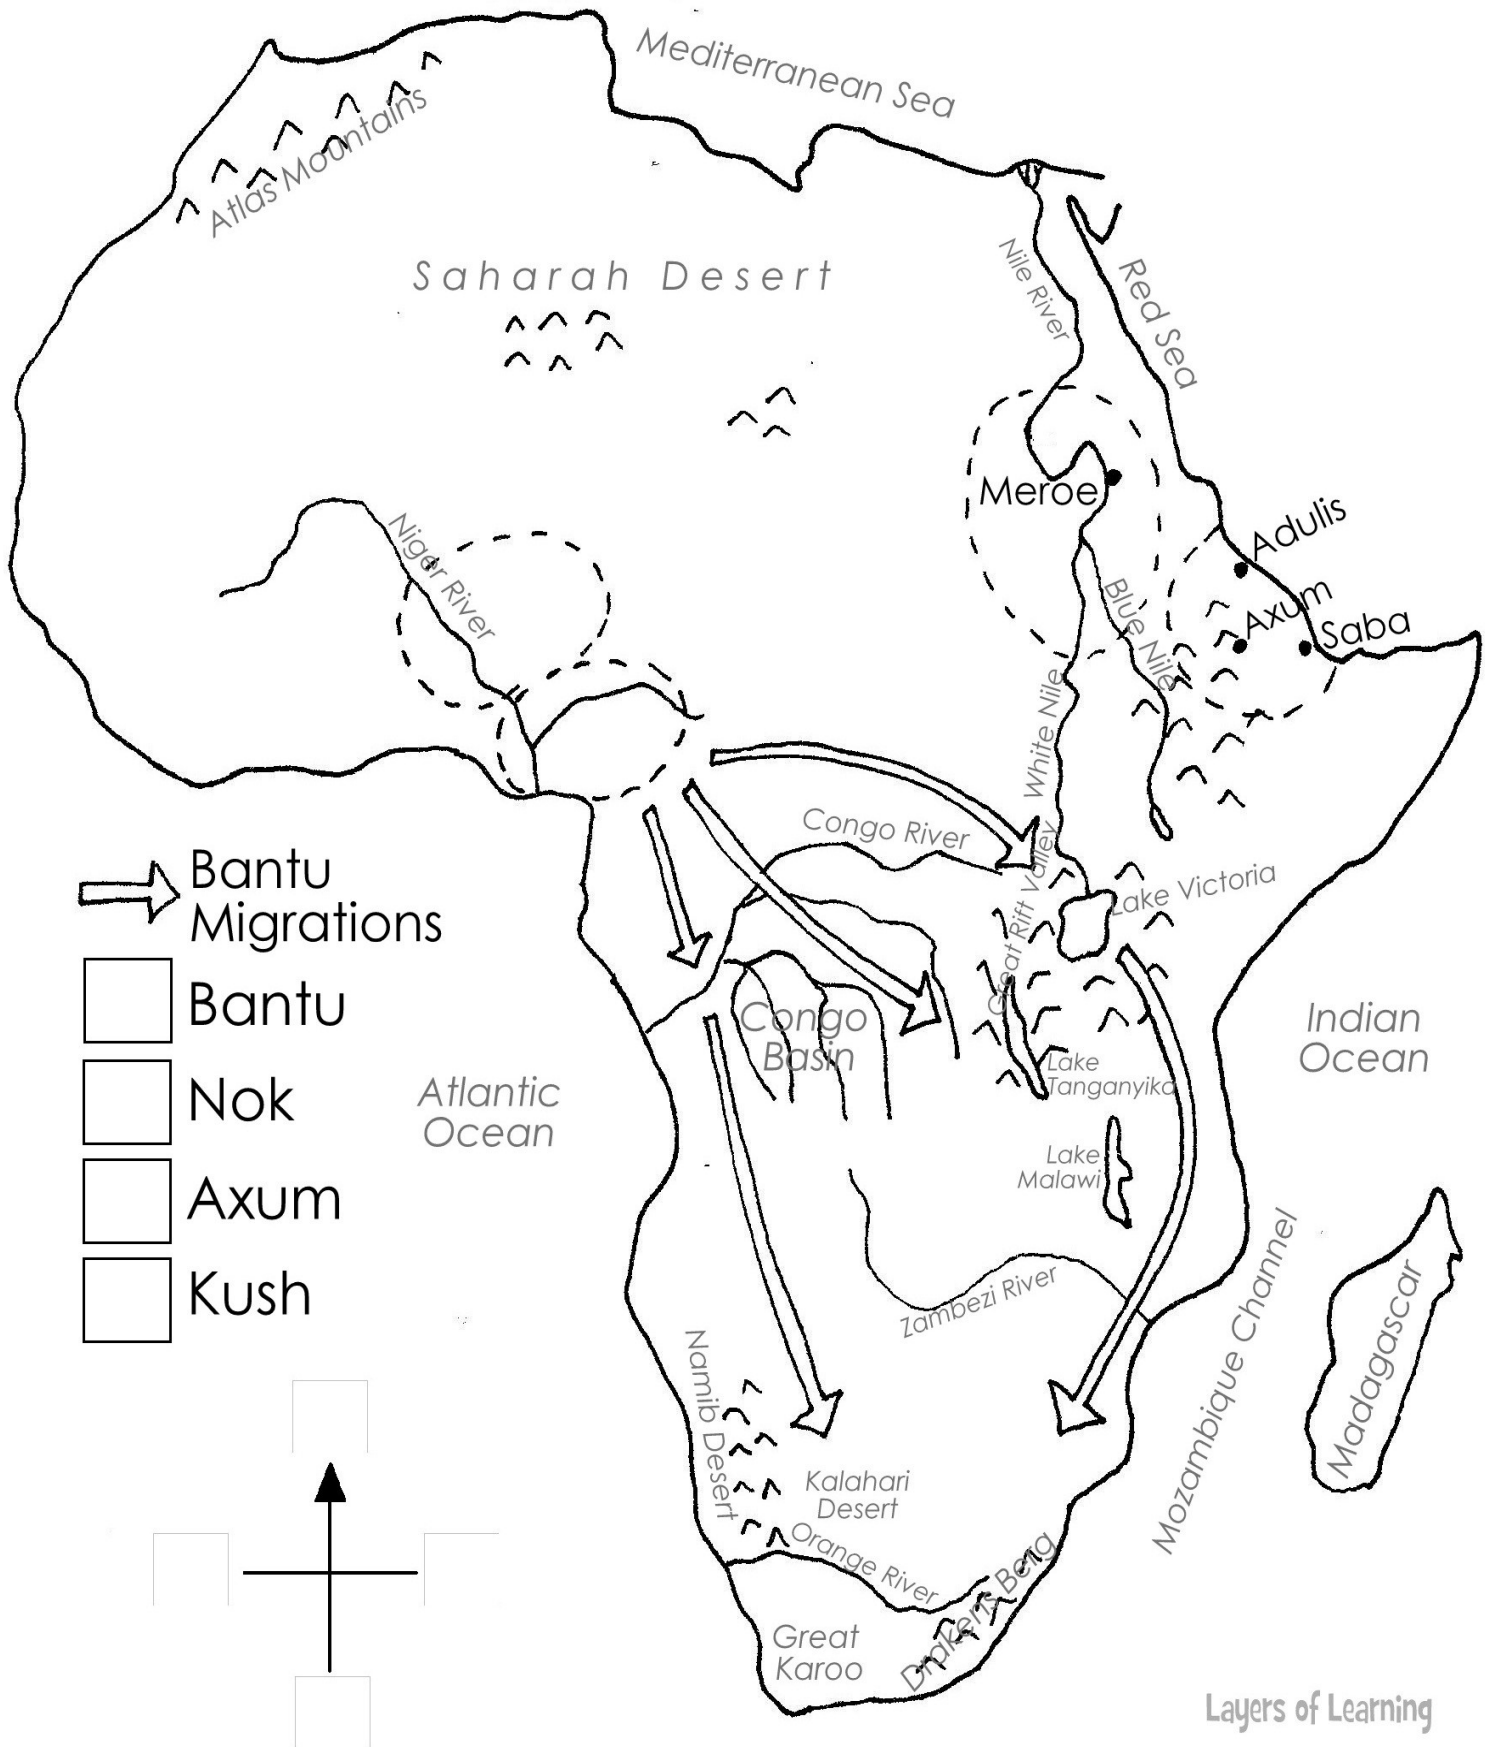 Mediterranean Sea
Atlas Mountains
Saharah Desert
Nile River
Red Sea
Meroe
Adulis
Niger River
Axum
Saba
Blue Nile
White Nile
Congo River
Great Rift Valley
Lake Victoria
Bantu
Migrations
Bantu
Nok
Axum
Kush
Congo
Basin
Indian
Ocean
Atlantic
Ocean
Lake
Tanganyika
Lake
Malawi
Zambezi River
Mozambique Channel
Madagascar
Namib Desert
Kalahari
Desert
Orange River
Drakens Berg
Great
Karoo
Layers of Learning